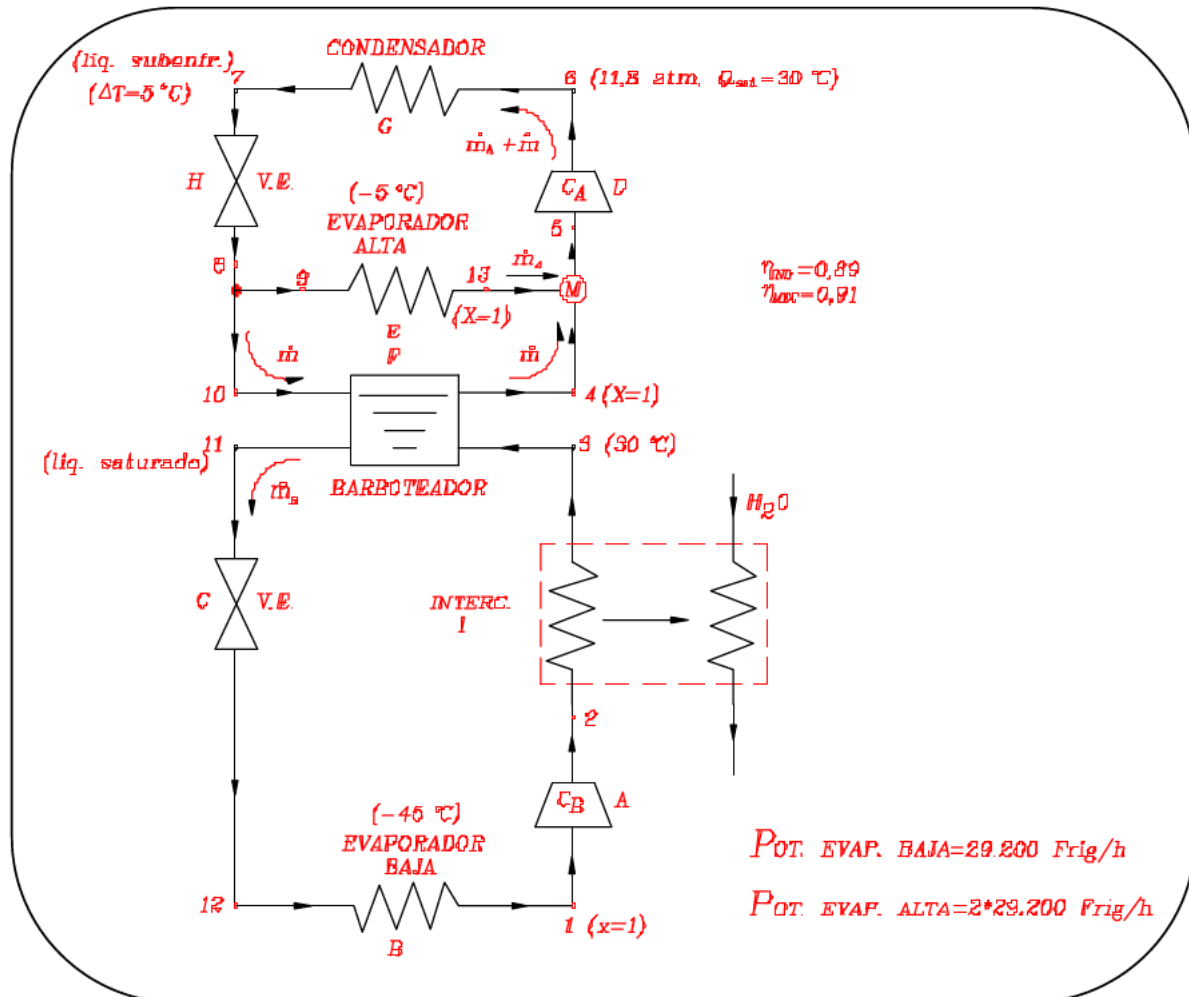 CONDENSADOR
(liq. subenfr.)
7
(ΔT=5 °C)
6 (11,8 atm,
=30 °C)
G
ṁA + ṁ
H
V.E.
CA
(-5 °C)
EVAPORADOR
ALTA
5
8
9
13
ṁA
M
(X=1)
E
F
ṁ
ṁ
10
4 (X=1)
11
3 (30 °C)
(liq. saturado)
ṁB
BARBOTEADOR
H2O
C
V.E.
INTERC.
I
2
CB
A
(-45 °C)
EVAPORADOR
BAJA
12
1 (x=1)
B
=0,89
=0,91
POT. EVAP. BAJA=29.200 Frig/h
POT. EVAP. ALTA=2*29.200 Frig/h